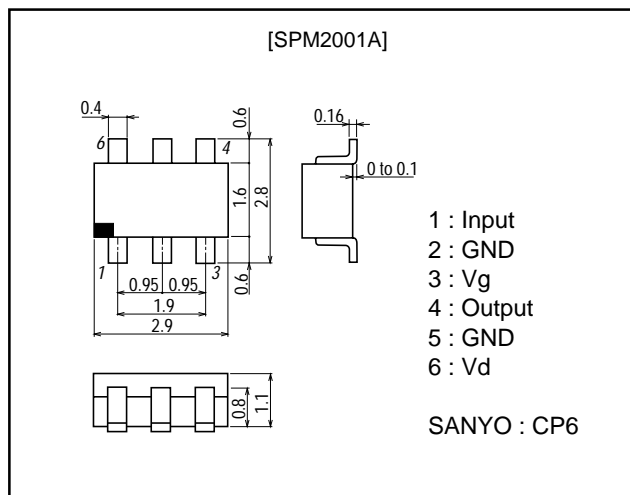 [SPM2001A]
0.4
0.6
0.16
6
4
0 to 0.1
1.6
2.8
1
3
0.95
0.95
0.6
1.9
2.9
1 : Input
2 : GND
3 : Vg
4 : Output
5 : GND
6 : Vd
0.8
1.1
SANYO : CP6